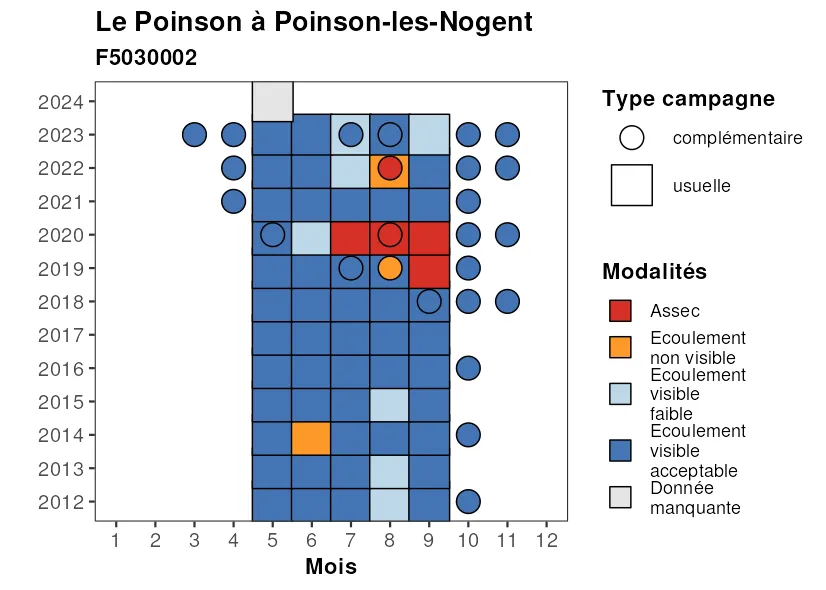 Le Poinson à Poinson-les-Nogent
F5030002
2024
2023
2022
2021
2020
2019
2018
2017
2016
2015
2014
2013
2012
1 2 3 4 5 6 7 8 9 10 11 12
Mois
Type campagne
complémentaire
usuelle
Modalités
Assec
Ecoulement
non visible
Ecoulement
visible
faible
Ecoulement
visible
acceptable
Donnée
manquante